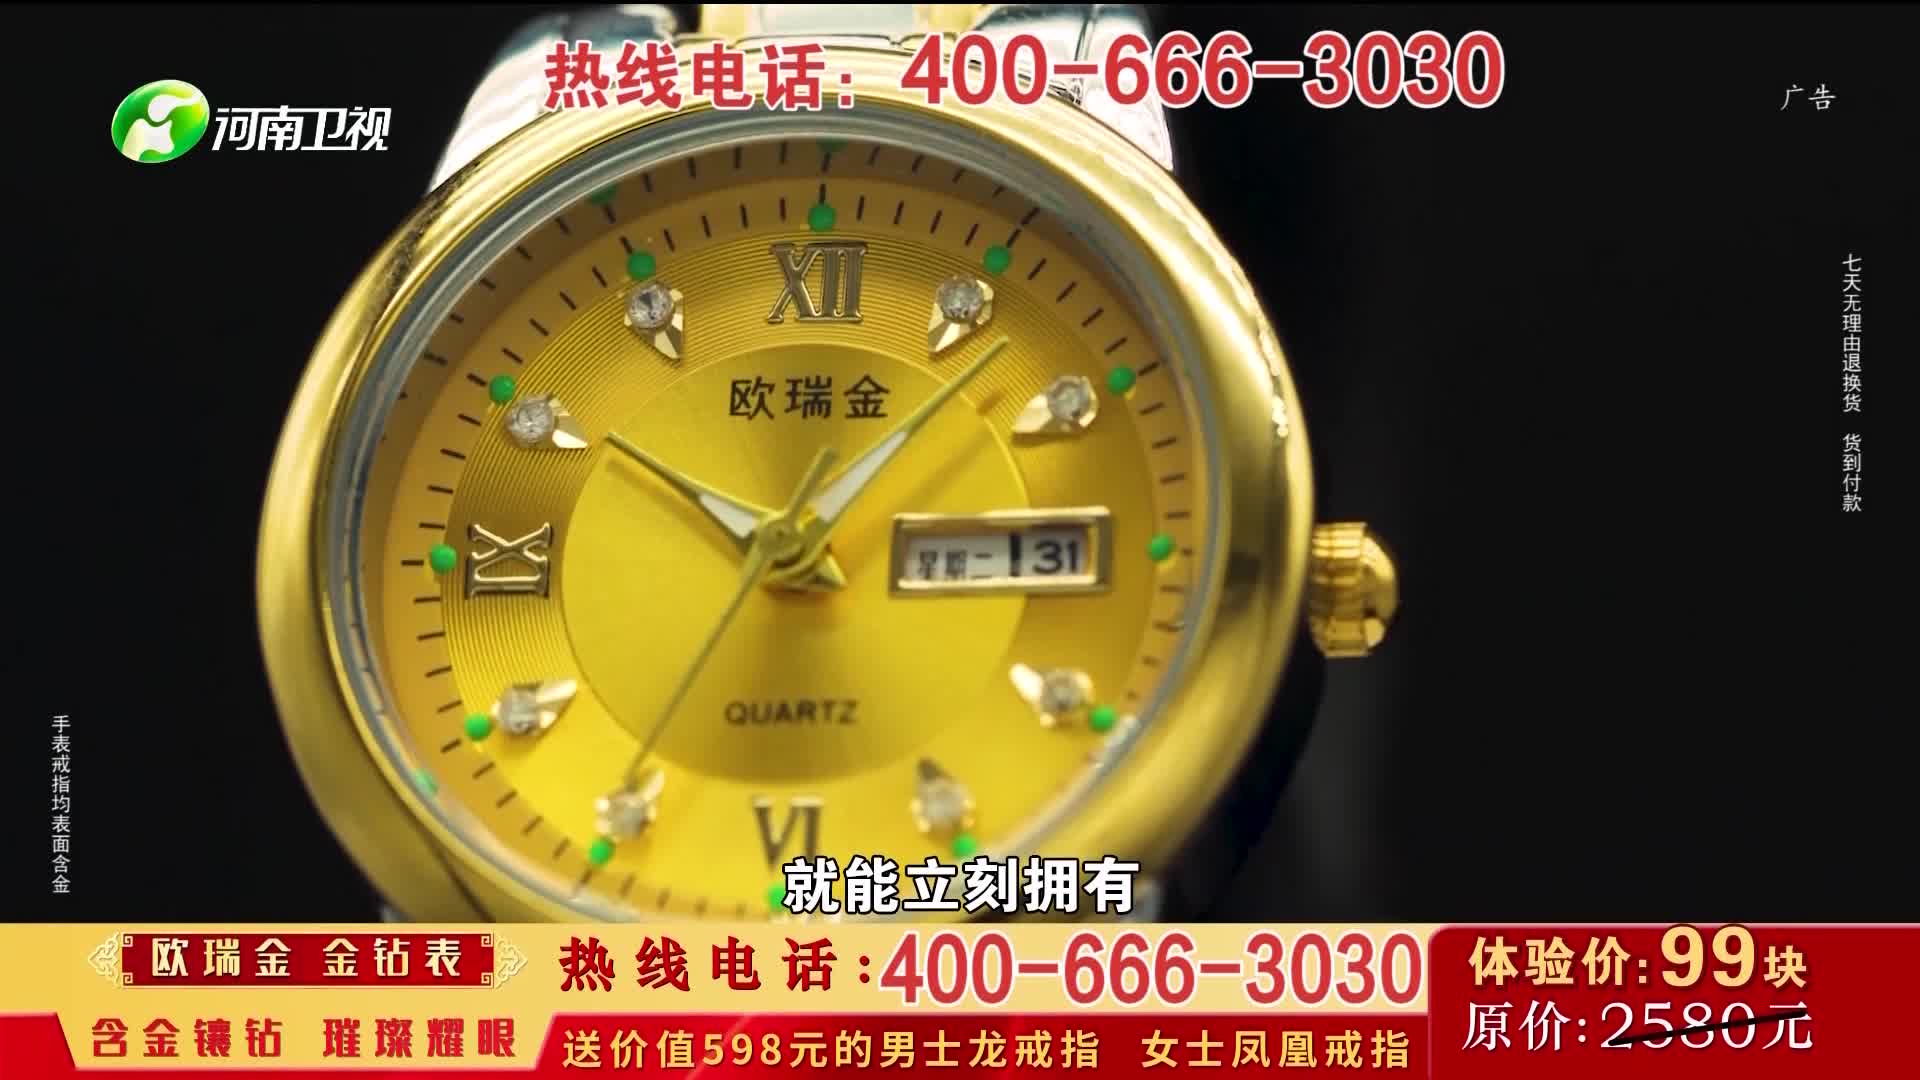 热线电话：400-666-3030
河南卫视
广告
七天无理由退换货 货到付款
XII
欧瑞金
IX
星期二 31
QUARTZ
VI
手表戒指均表面含金
就能立刻拥有
欧瑞金 金钻表
热线电话：400-666-3030
体验价：99块
原价：2580元
含金镶钻 璀璨耀眼
送价值598元的男士龙戒指 女士凤凰戒指